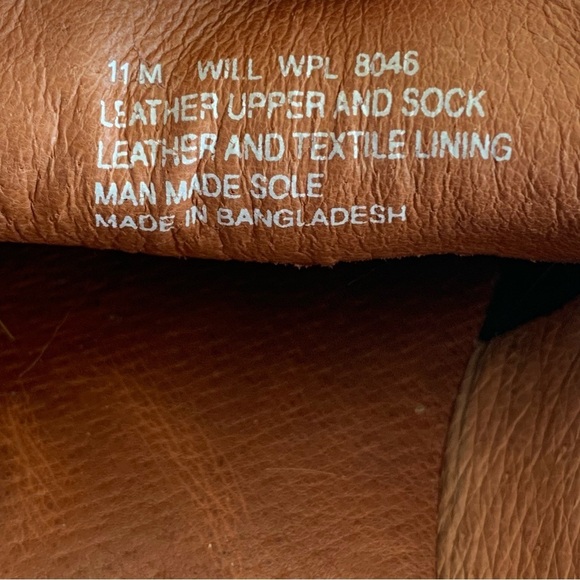 11 M WILL WPL 8046
LEATHER UPPER AND SOCK
LEATHER AND TEXTILE LINING
MAN MADE SOLE
MADE IN BANGLADESH